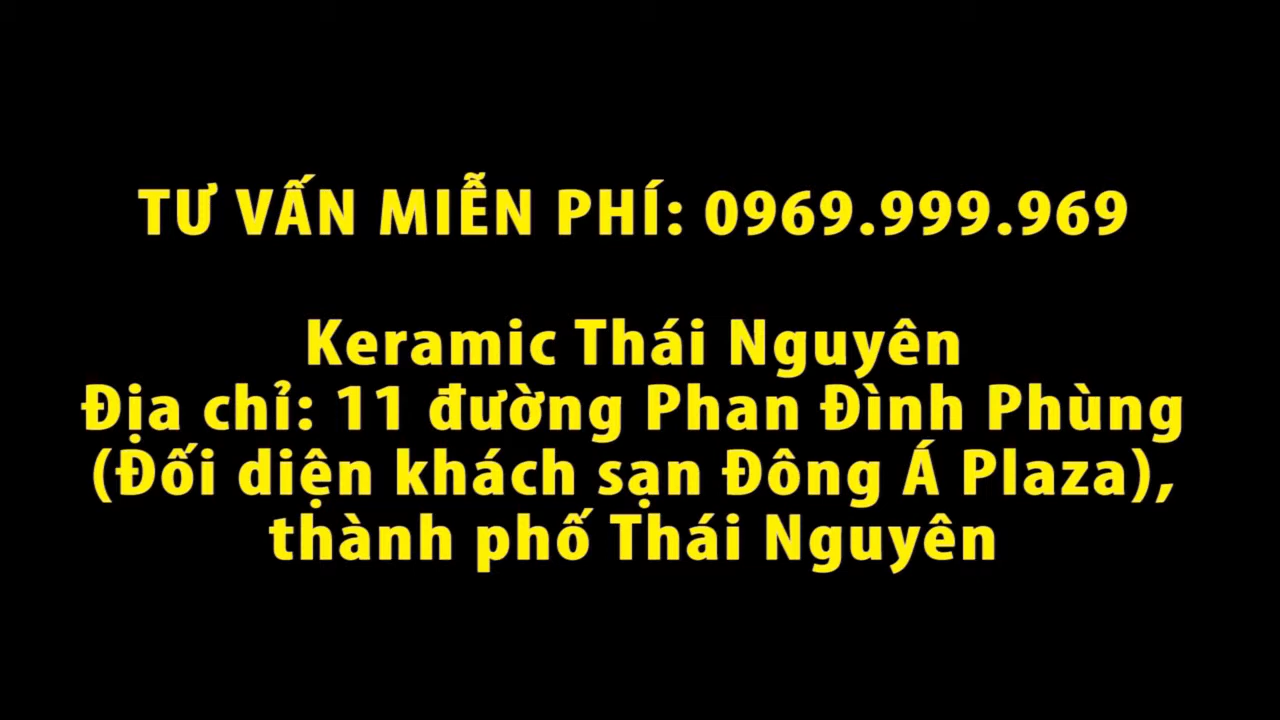 TƯ VẤN MIỄN PHÍ: 0969.999.969
Keramic Thái Nguyên
Địa chỉ: 11 đường Phan Đình Phùng
(Đối diện khách sạn Đông Á Plaza),
thành phố Thái Nguyên